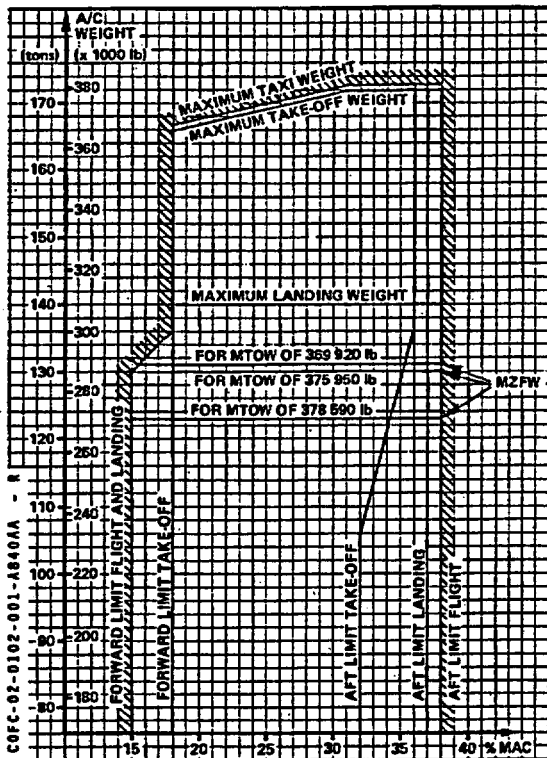 A/C
WEIGHT
(tons)
(x 1000 lb)
380
170
360
160
340
150
320
140
300
130
280
120
260
110
240
100
220
90
200
80
180
MAXIMUM TAXI WEIGHT
MAXIMUM TAKE-OFF WEIGHT
MAXIMUM LANDING WEIGHT
FOR MTOW OF 369 920 lb
FOR MTOW OF 375 950 lb
FOR MTOW OF 378 590 lb
MZFW
FORWARD LIMIT FLIGHT AND LANDING
FORWARD LIMIT TAKE-OFF
AFT LIMIT TAKE-OFF
AFT LIMIT LANDING
AFT LIMIT FLIGHT
15
20
25
30
35
40
% MAC
C0FC-02-0102-001-A840AA - R